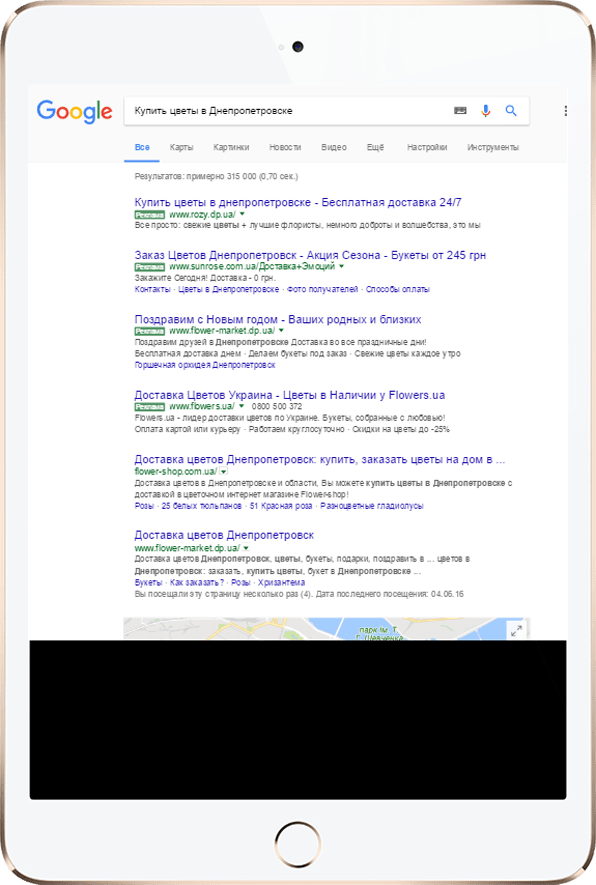 Google
Купить цветы в Днепропетровске
Все Карты Картинки Новости Видео Ещё Настройки Инструменты
Результатов: примерно 315 000 (0,70 сек.)
Купить цветы в днепропетровске - Бесплатная доставка 24/7
Реклама www.rozy.dp.ua/
Все просто: свежие цветы + лучшие флористы, немного доброты и волшебства, это мы
Заказ Цветов Днепропетровск - Акция Сезона - Букеты от 245 грн
Реклама www.sunrose.com.ua/Доставка+Эмоций
Закажите Сегодня! Доставка - 0 грн.
Контакты · Цветы в Днепропетровске · Фото получателей · Способы оплаты
Поздравим с Новым годом - Ваших родных и близких
Реклама www.flower-market.dp.ua/
Поздравим друзей в Днепропетровске Доставка во все праздничные дни!
Бесплатная доставка днем · Делаем букеты под заказ · Свежие цветы каждое утро
Горшечная орхидея Днепропетровск
Доставка Цветов Украина - Цветы в Наличии у Flowers.ua
Реклама www.flowers.ua/ 0800 500 372
Flowers.ua - лидер доставки цветов по Украине. Букеты, собранные с любовью!
Оплата картой или курьеру · Работаем круглосуточно · Скидки на цветы до -25%
Доставка цветов Днепропетровск: купить, заказать цветы на дом в ...
flower-shop.com.ua/
Доставка цветов в Днепропетровске и области, Вы можете купить цветы в Днепропетровске с
доставкой в цветочном интернет магазине Flower-shop!
Розы · 25 белых тюльпанов · 51 Красная роза · Разноцветные гладиолусы
Доставка цветов Днепропетровск
www.flower-market.dp.ua/
Доставка цветов Днепропетровск, цветы, букеты, подарки, поздравить в ... цветов в
Днепропетровск: заказать, купить цветы, букет в Днепропетровске ...
Букеты · Как заказать? · Розы · Хризантема
Вы посещали эту страницу несколько раз (4). Дата последнего посещения: 04.06.16
парк ім. Т.
Г. Шевченка